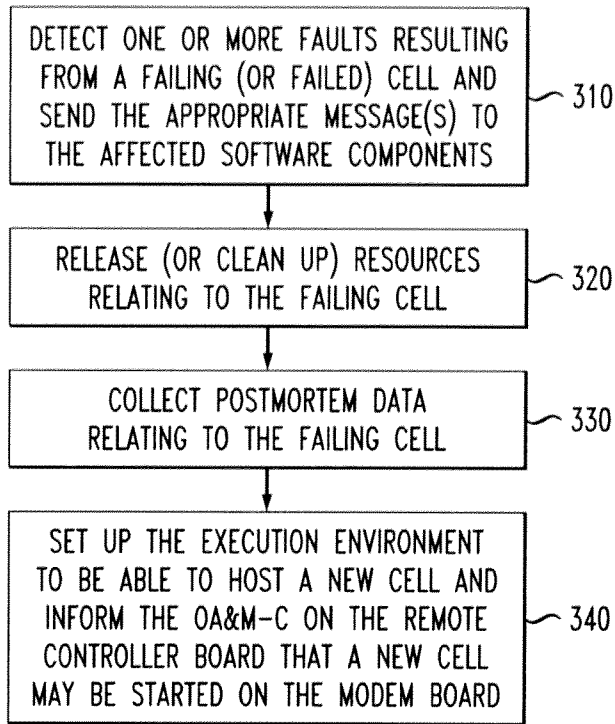 DETECT ONE OR MORE FAULTS RESULTING
FROM A FAILING (OR FAILED) CELL AND
SEND THE APPROPRIATE MESSAGE(S) TO
THE AFFECTED SOFTWARE COMPONENTS
310
RELEASE (OR CLEAN UP) RESOURCES
RELATING TO THE FAILING CELL
320
COLLECT POSTMORTEM DATA
RELATING TO THE FAILING CELL
330
SET UP THE EXECUTION ENVIRONMENT
TO BE ABLE TO HOST A NEW CELL AND
INFORM THE OA&M-C ON THE REMOTE
CONTROLLER BOARD THAT A NEW CELL
MAY BE STARTED ON THE MODEM BOARD
340